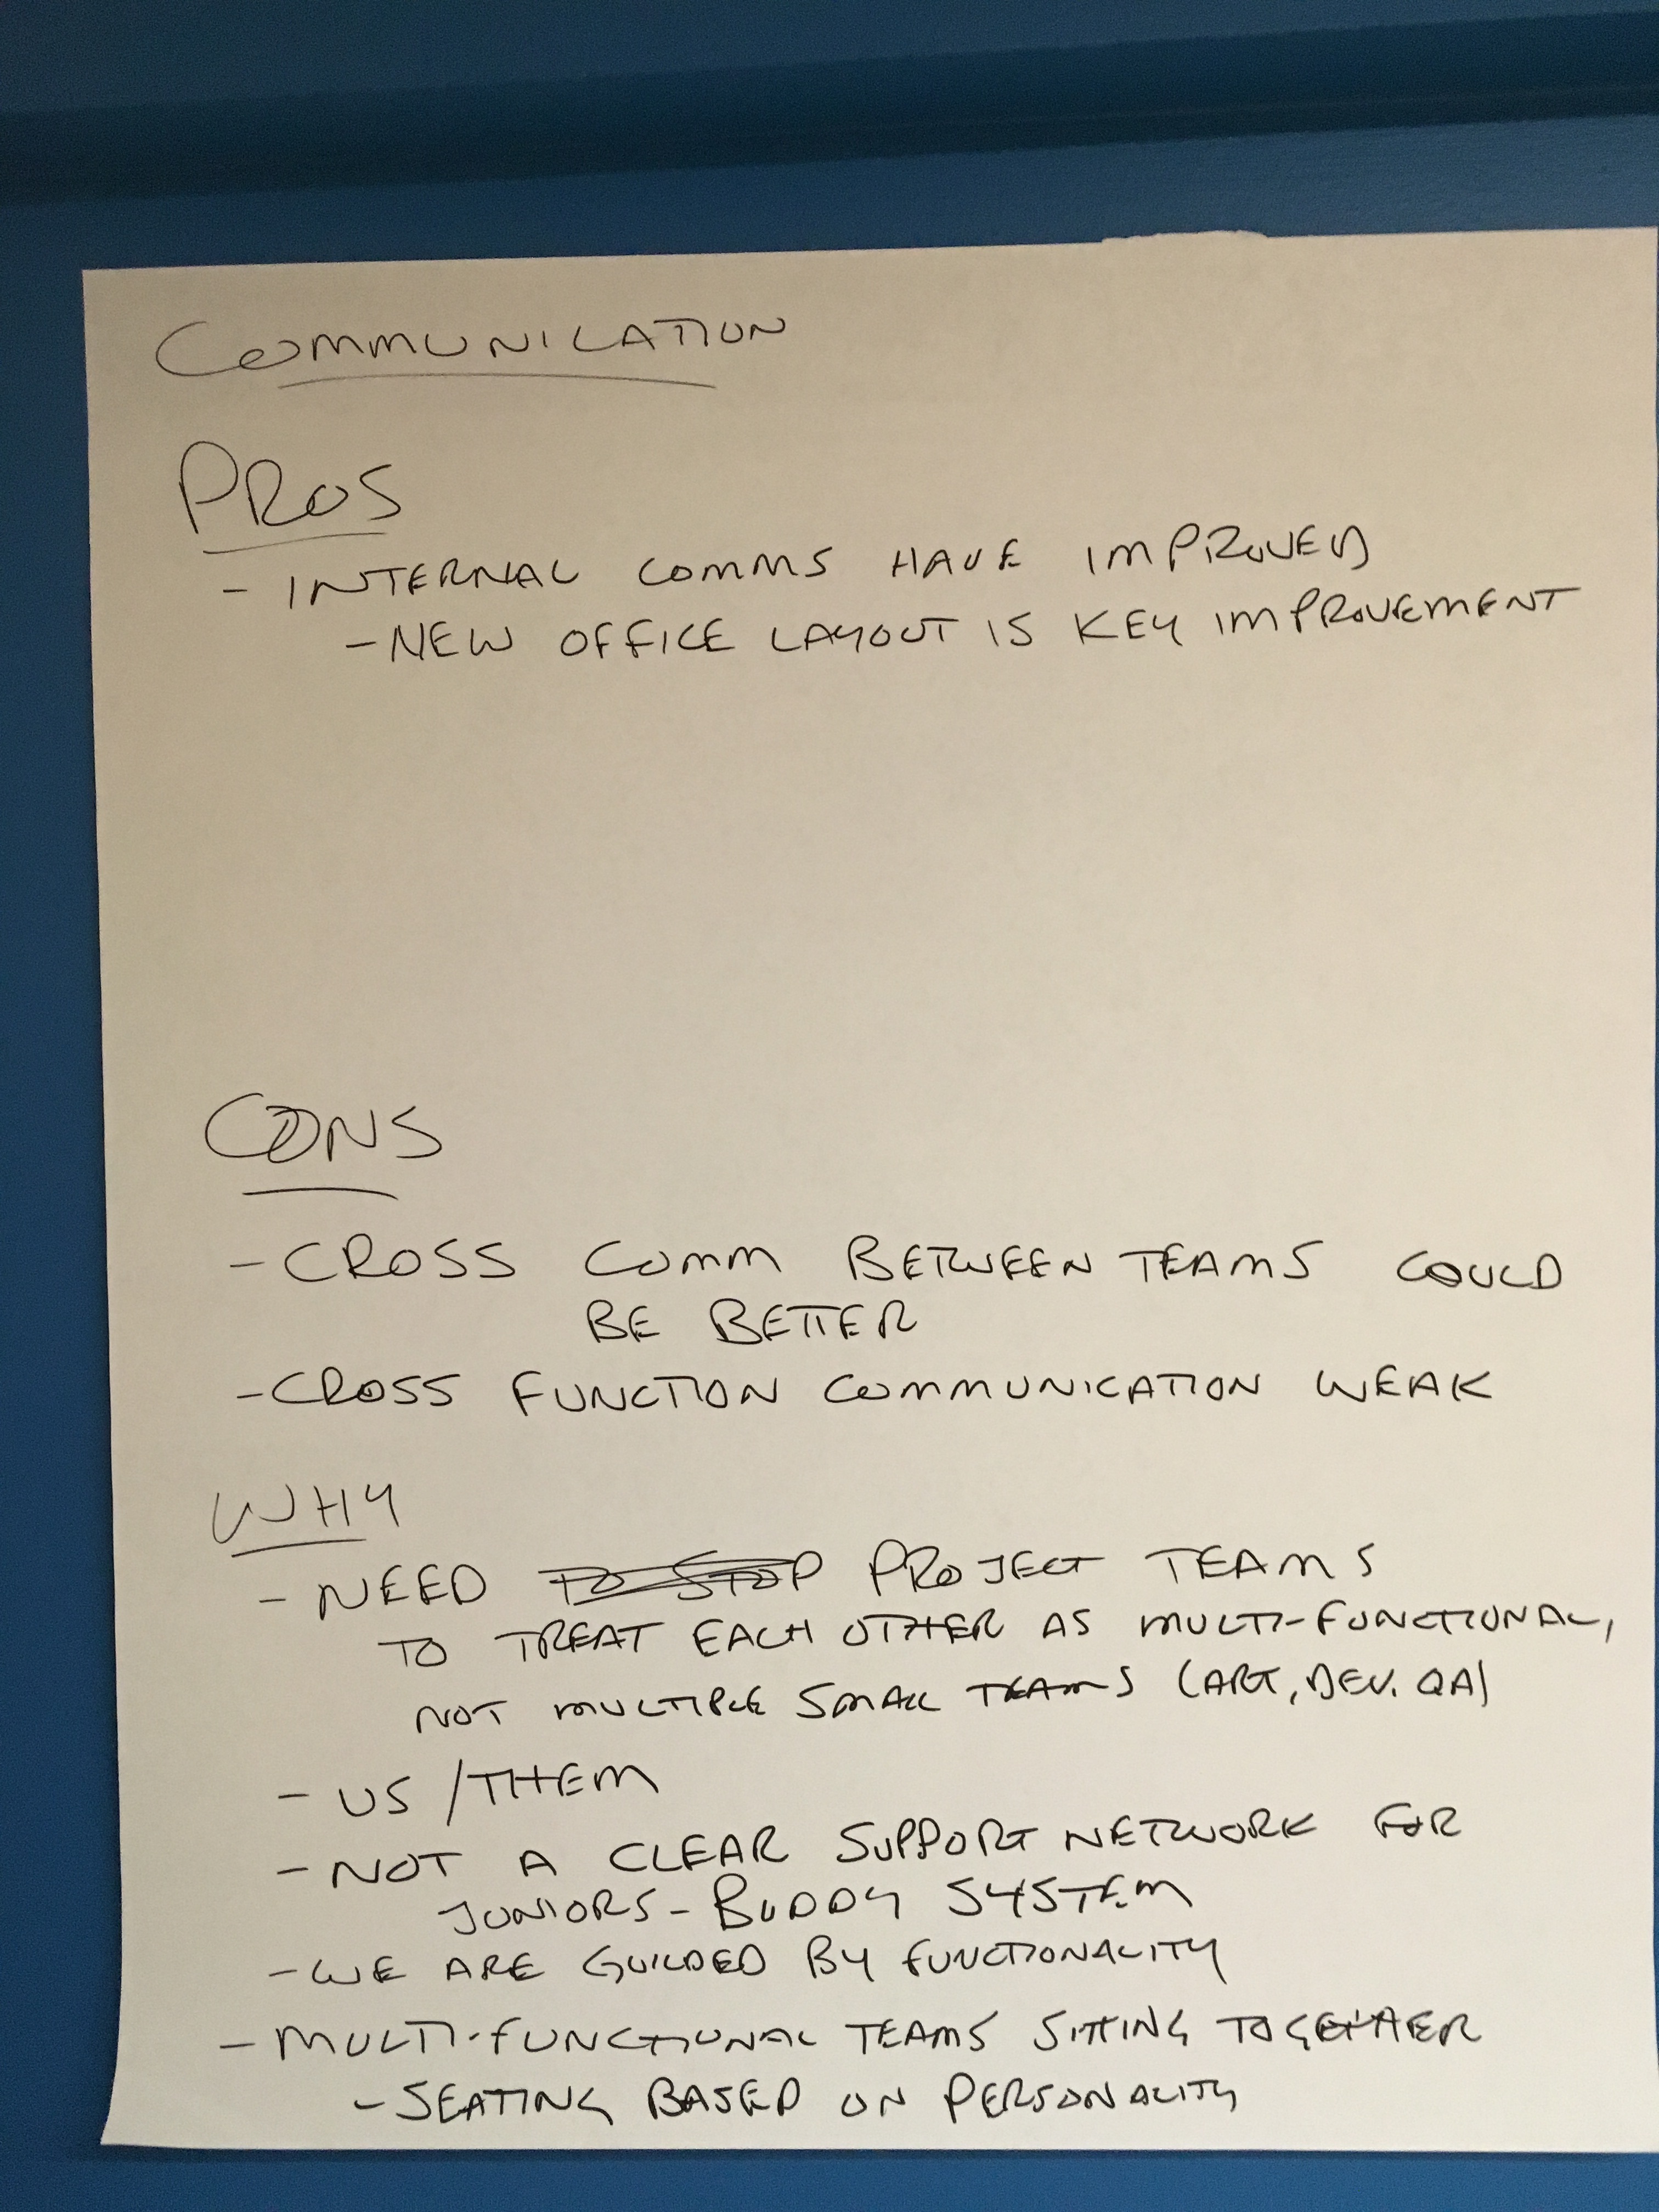 COMMUNICATION
PROS
- INTERNAL COMMS HAVE IMPROVED
- NEW OFFICE LAYOUT IS KEY IMPROVEMENT
CONS
- CROSS COMM BETWEEN TEAMS COULD
BE BETTER
- CROSS FUNCTION COMMUNICATION WEAK
WHY
- NEED TO STOP PROJECT TEAMS
TO TREAT EACH OTHER AS MULTI-FUNCTIONAL,
NOT MULTIPLE SMALL TEAMS (ART, DEV. QA)
- US / THEM
- NOT A CLEAR SUPPORT NETWORK FOR
JUNIORS - BUDDY SYSTEM
- WE ARE GUILDED BY FUNCTIONALITY
- MULTI-FUNCTIONAL TEAMS SITTING TOGETHER
- SEATING BASED ON PERSONALITY